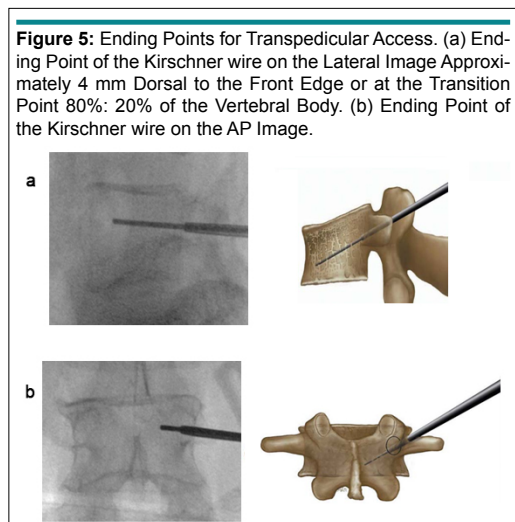 Figure 5: Ending Points for Transpedicular Access. (a) End-
ing Point of the Kirschner wire on the Lateral Image Approxi-
mately 4 mm Dorsal to the Front Edge or at the Transition
Point 80%: 20% of the Vertebral Body. (b) Ending Point of
the Kirschner wire on the AP Image.
a
b